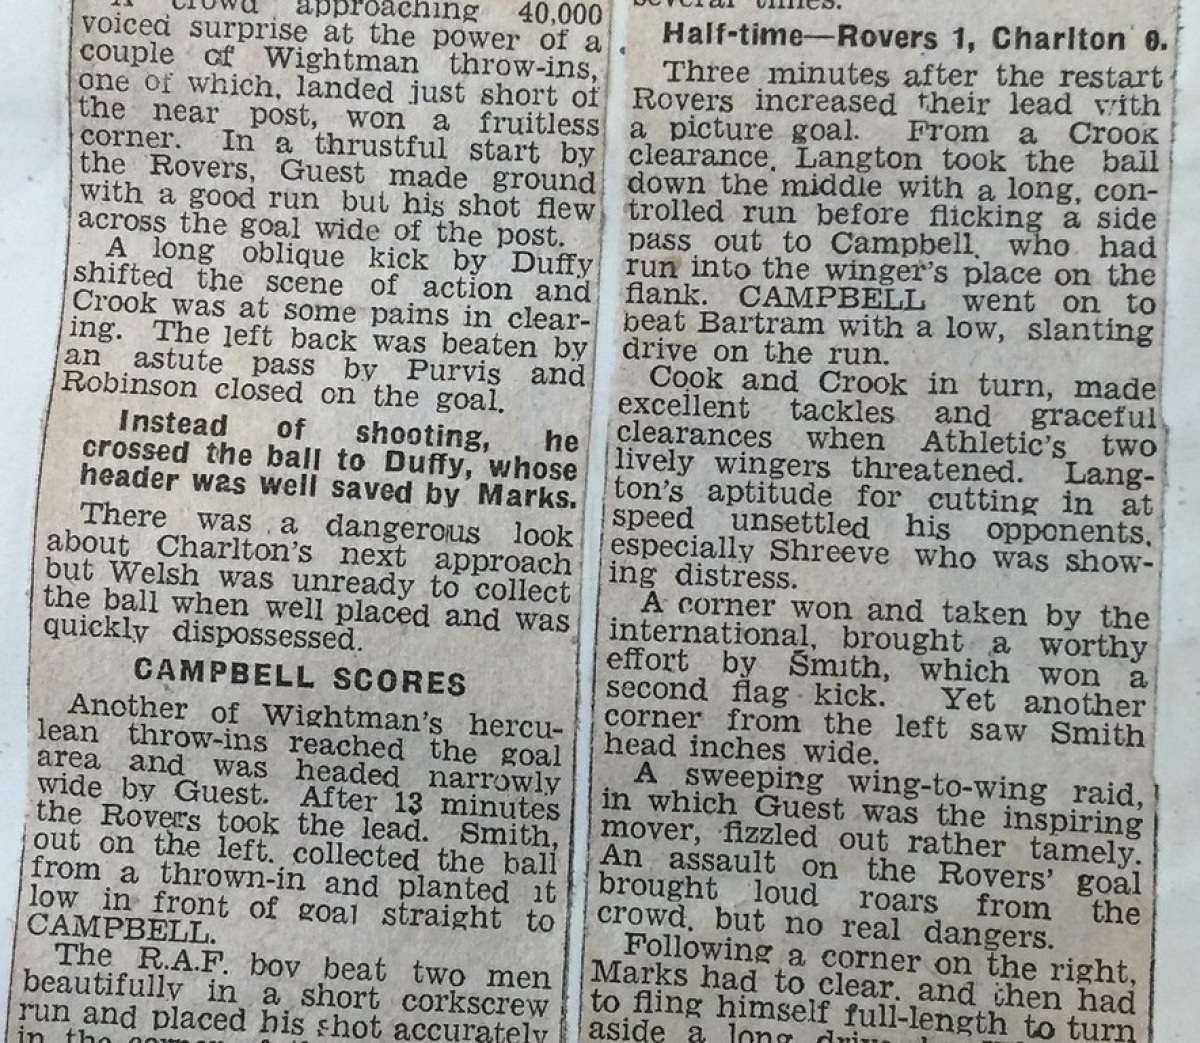 A crowd approaching 40,000
voiced surprise at the power of a
couple of Wightman throw-ins,
one of which, landed just short of
the near post, won a fruitless
corner. In a thrustful start by
the Rovers, Guest made ground
with a good run but his shot flew
across the goal wide of the post.
A long oblique kick by Duffy
shifted the scene of action and
Crook was at some pains in clear-
ing. The left back was beaten by
an astute pass by Purvis and
Robinson closed on the goal.
Instead of shooting, he
crossed the ball to Duffy, whose
header was well saved by Marks.
There was a dangerous look
about Charlton's next approach
but Welsh was unready to collect
the ball when well placed and was
quickly dispossessed.
CAMPBELL SCORES
Another of Wightman's hercu-
lean throw-ins reached the goal
area and was headed narrowly
wide by Guest. After 13 minutes
the Rovers took the lead. Smith,
out on the left, collected the ball
from a thrown-in and planted it
low in front of goal straight to
CAMPBELL.
The R.A.F. boy beat two men
beautifully in a short corkscrew
run and placed his shot accurately
in the corner of the
several times.
Half-time—Rovers 1, Charlton 0.
Three minutes after the restart
Rovers increased their lead with
a picture goal. From a Crook
clearance, Langton took the ball
down the middle with a long, con-
trolled run before flicking a side
pass out to Campbell, who had
run into the winger's place on the
flank. CAMPBELL went on to
beat Bartram with a low, slanting
drive on the run.
Cook and Crook in turn, made
excellent tackles and graceful
clearances when Athletic's two
lively wingers threatened. Lang-
ton's aptitude for cutting in at
speed unsettled his opponents,
especially Shreeve who was show-
ing distress.
A corner won and taken by the
international, brought a worthy
effort by Smith, which won a
second flag kick. Yet another
corner from the left saw Smith
head inches wide.
A sweeping wing-to-wing raid,
in which Guest was the inspiring
mover, fizzled out rather tamely.
An assault on the Rovers' goal
brought loud roars from the
crowd, but no real dangers.
Following a corner on the right,
Marks had to clear, and then had
to fling himself full-length to turn
aside a long drive